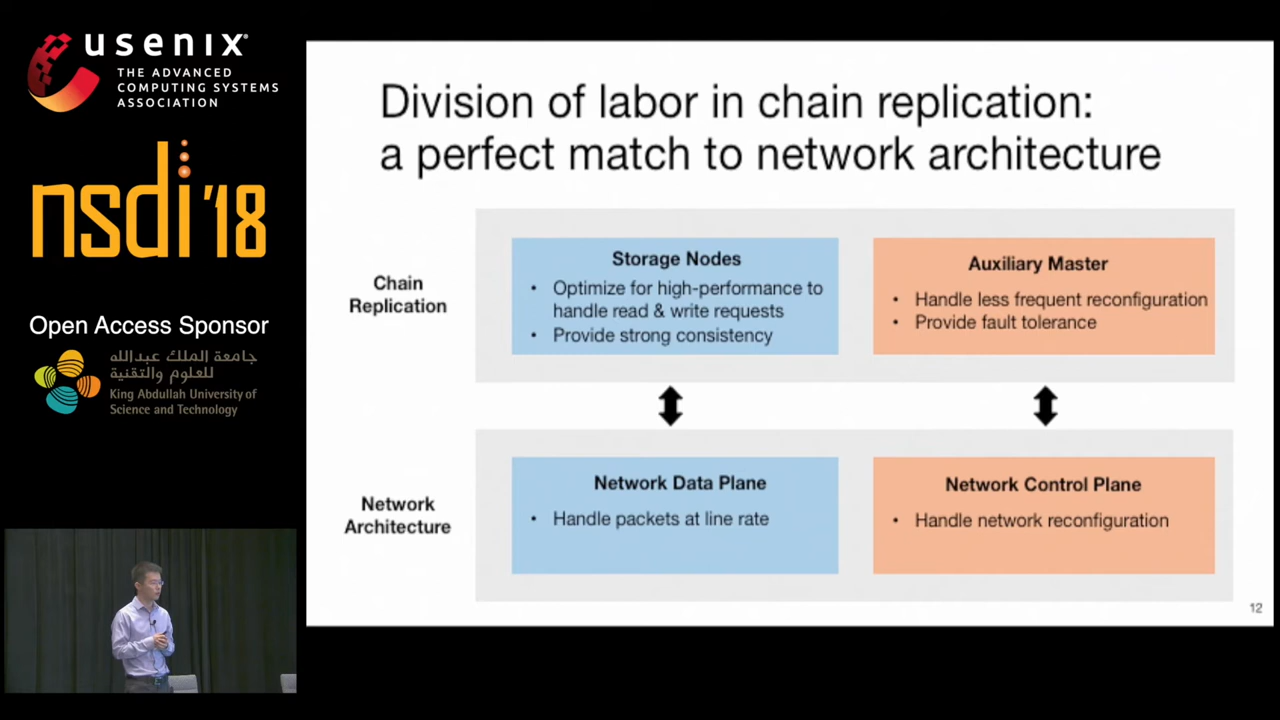 usenix
THE ADVANCED
COMPUTING SYSTEMS
ASSOCIATION
nsdi '18
Open Access Sponsor
جامعة الملك عبدالله
للعلوم والتقنية
King Abdullah University of
Science and Technology
Division of labor in chain replication:
a perfect match to network architecture
Chain
Replication
Storage Nodes
• Optimize for high-performance to
handle read & write requests
• Provide strong consistency
Auxiliary Master
• Handle less frequent reconfiguration
• Provide fault tolerance
Network
Architecture
Network Data Plane
• Handle packets at line rate
Network Control Plane
• Handle network reconfiguration
12